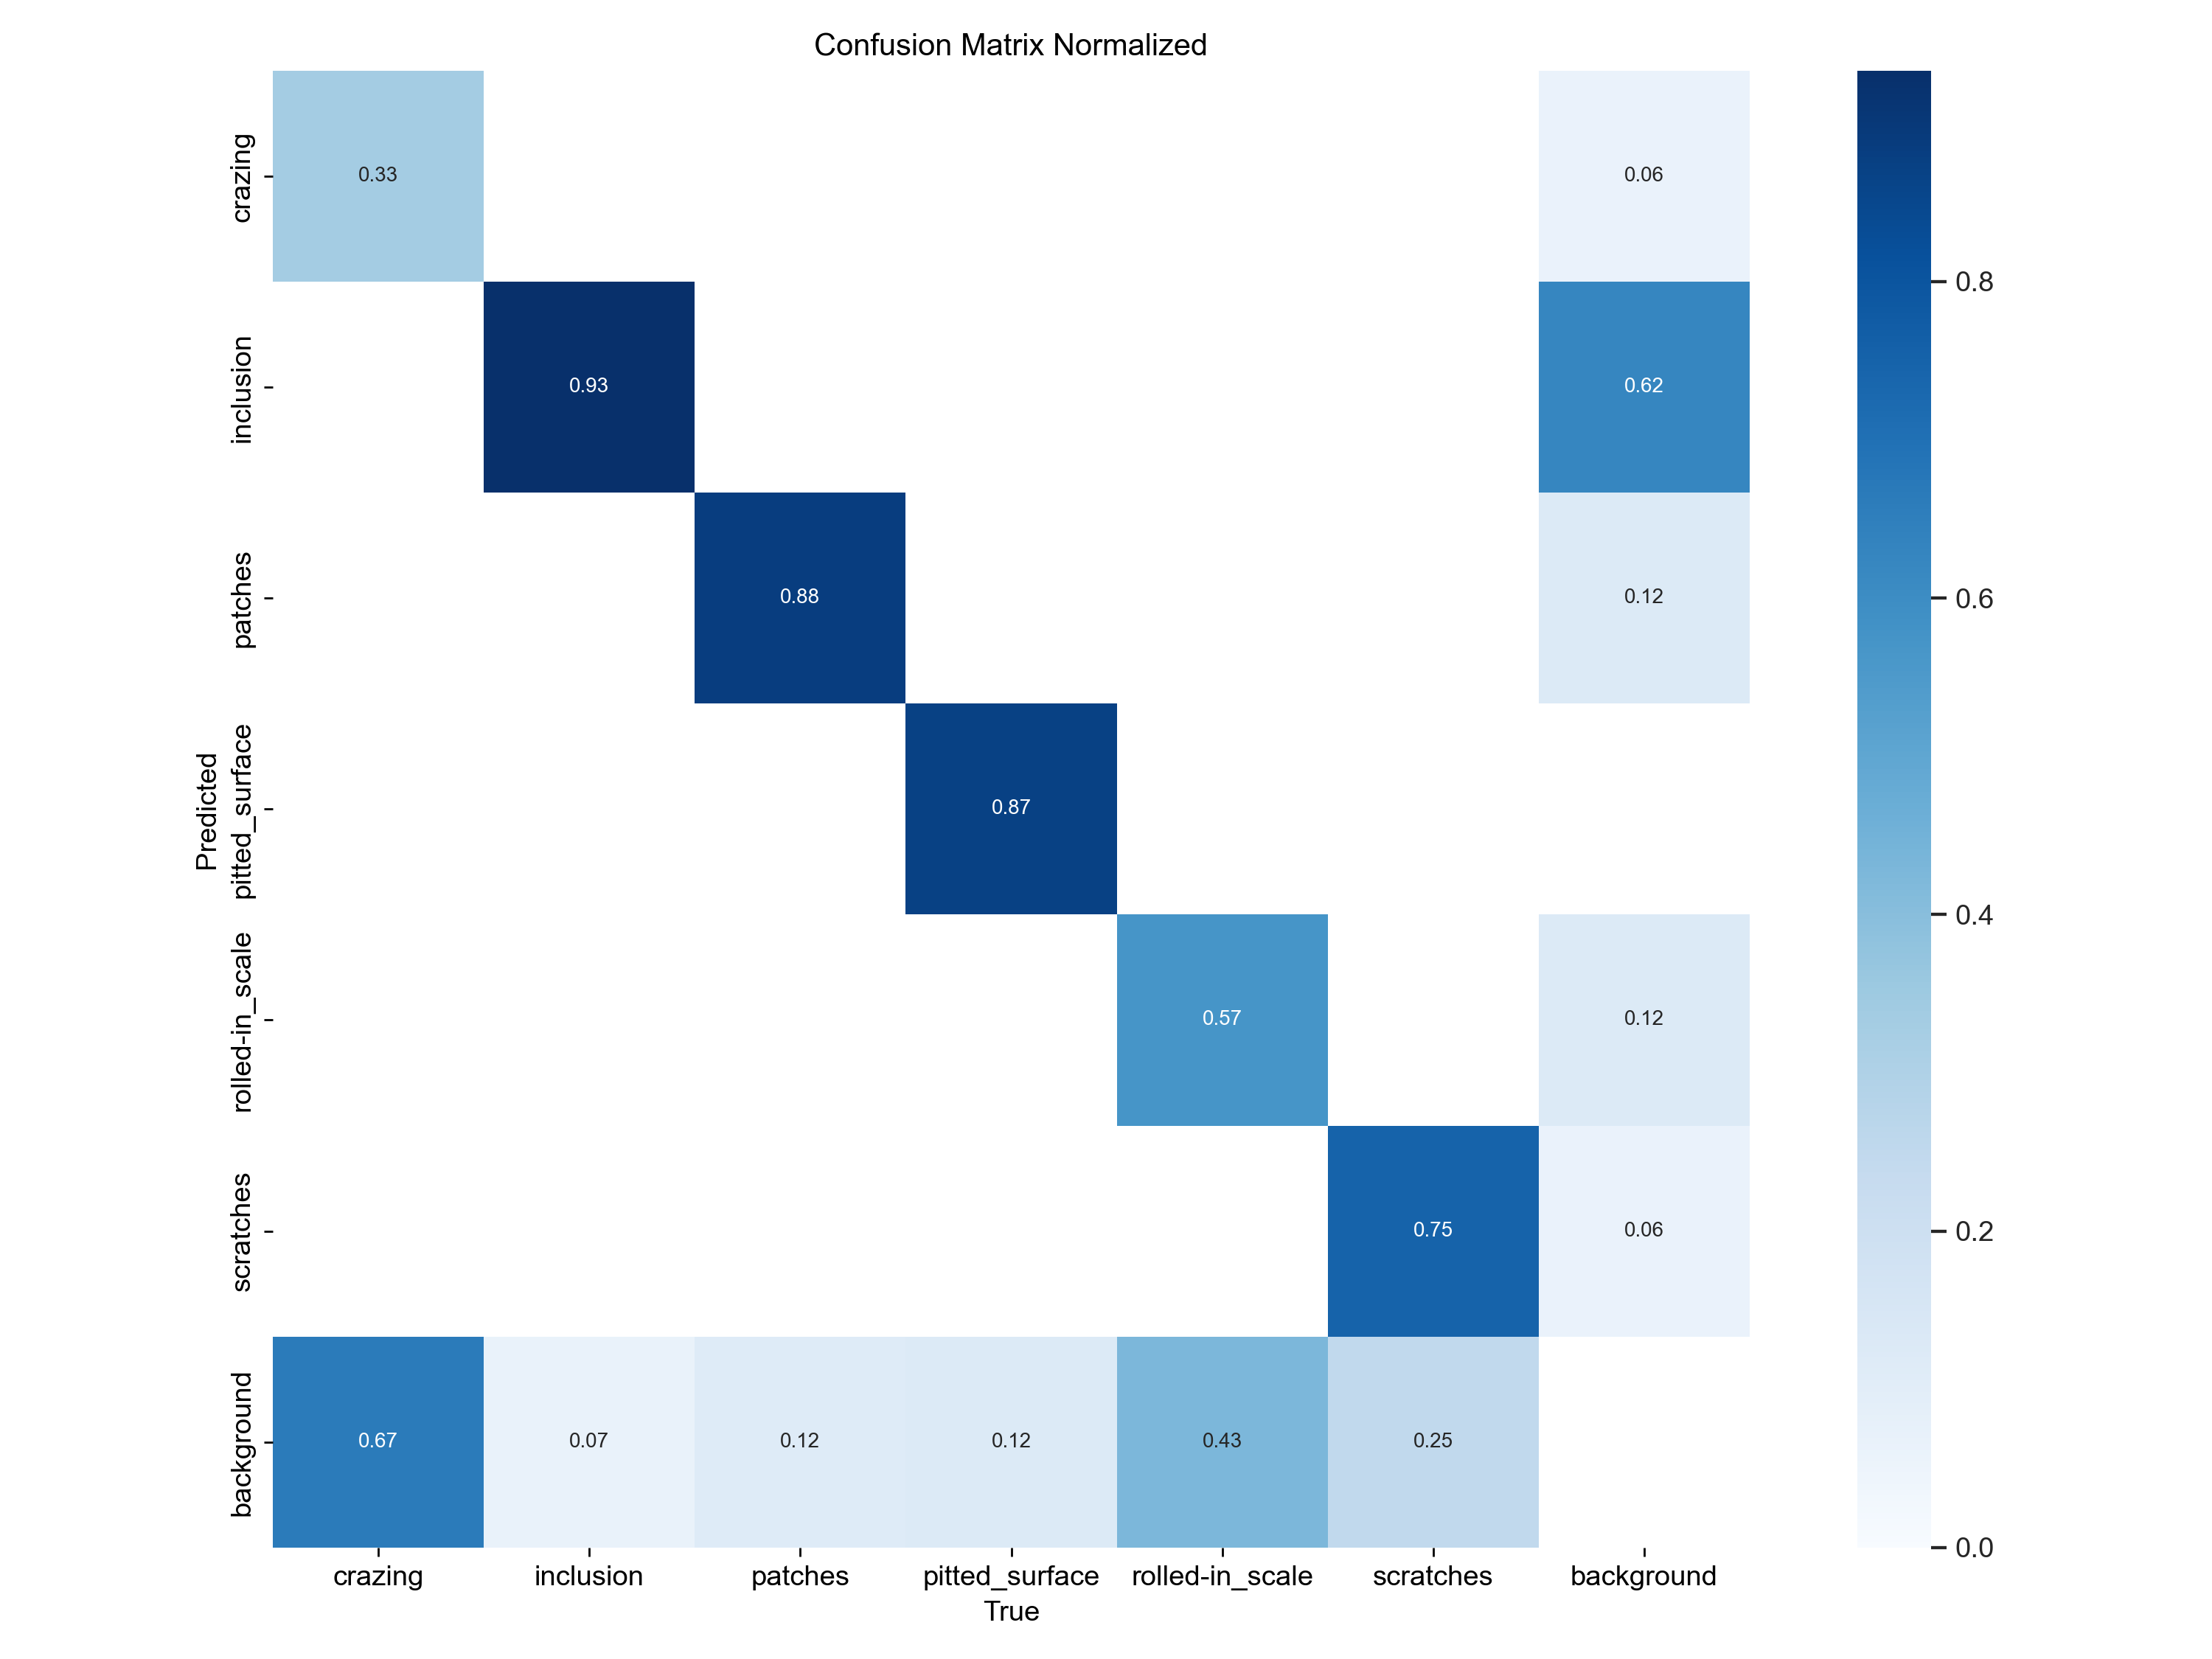 Confusion Matrix Normalized
crazing
0.33
0.06
inclusion
0.93
0.62
0.8
patches
0.88
0.12
0.6
Predicted
pitted_surface
0.87
0.4
rolled-in_scale
0.57
0.12
scratches
0.75
0.06
0.2
background
0.67 0.07 0.12 0.12 0.43 0.25
0.0
crazing inclusion patches pitted_surface rolled-in_scale scratches background
True